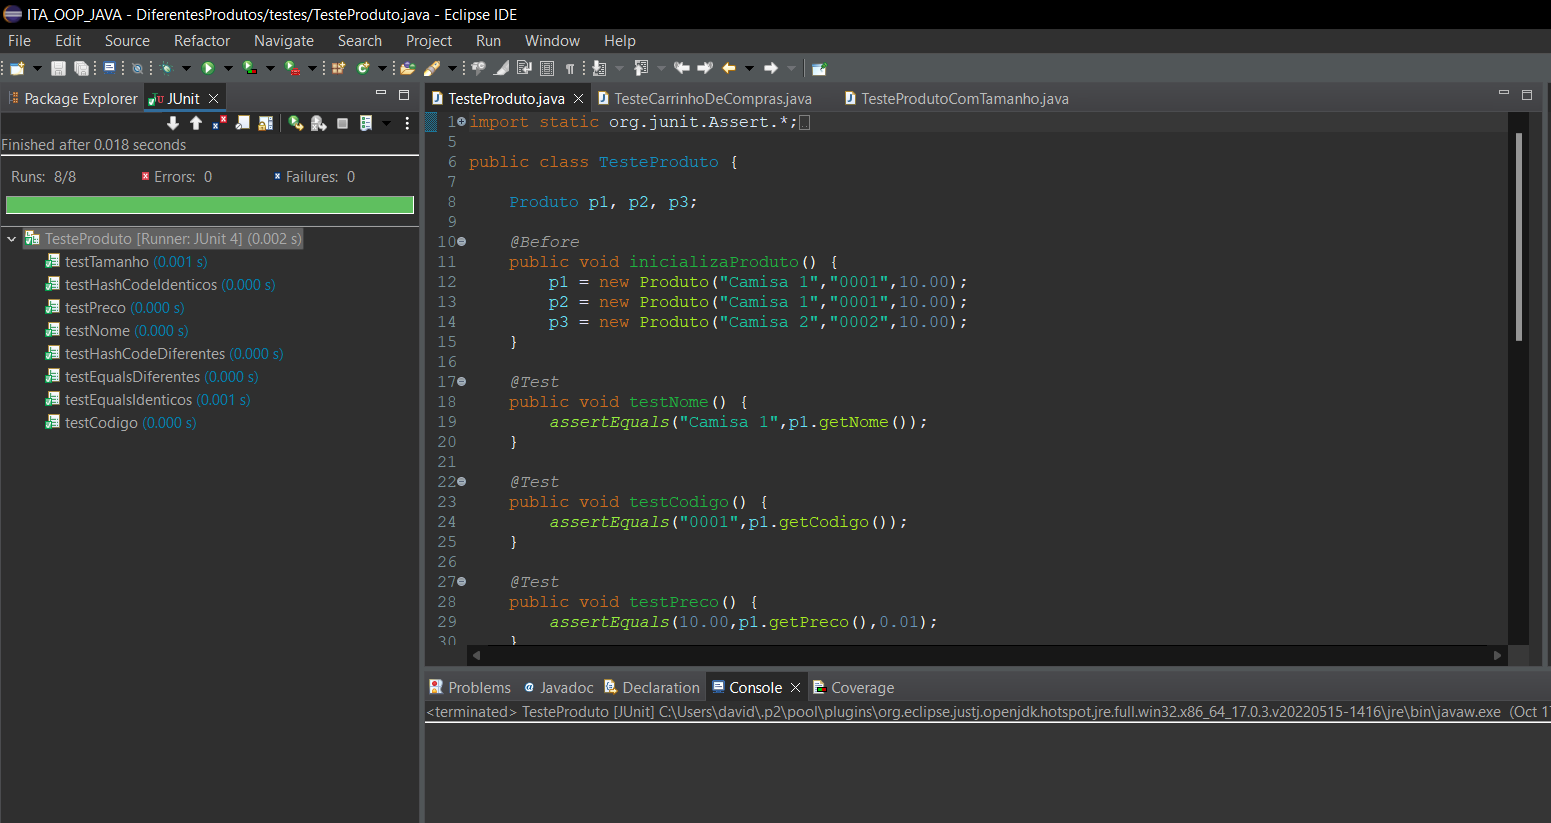 ITA_OOP_JAVA - DiferentesProdutos/testes/TesteProduto.java - Eclipse IDE
File Edit Source Refactor Navigate Search Project Run Window Help
Package Explorer JUnit
Finished after 0.018 seconds
Runs: 8/8 Errors: 0 Failures: 0
TesteProduto [Runner: JUnit 4] (0.002 s)
testTamanho (0.001 s)
testHashCodeIdenticos (0.000 s)
testPreco (0.000 s)
testNome (0.000 s)
testHashCodeDiferentes (0.000 s)
testEqualsDiferentes (0.000 s)
testEqualsIdenticos (0.001 s)
testCodigo (0.000 s)
TesteProduto.java TesteCarrinhoDeCompras.java TesteProdutoComTamanho.java
1 import static org.junit.Assert.*;
5
6 public class TesteProduto {
7
8 Produto p1, p2, p3;
9
10 @Before
11 public void inicializaProduto() {
12 p1 = new Produto("Camisa 1","0001",10.00);
13 p2 = new Produto("Camisa 1","0001",10.00);
14 p3 = new Produto("Camisa 2","0002",10.00);
15 }
16
17 @Test
18 public void testNome() {
19 assertEquals("Camisa 1",p1.getNome());
20 }
21
22 @Test
23 public void testCodigo() {
24 assertEquals("0001",p1.getCodigo());
25 }
26
27 @Test
28 public void testPreco() {
29 assertEquals(10.00,p1.getPreco(),0.01);
30 }
Problems Javadoc Declaration Console Coverage
<terminated> TesteProduto [JUnit] C:\Users\david\.p2\pool\plugins\org.eclipse.justj.openjdk.hotspot.jre.full.win32.x86_64_17.0.3.v20220515-1416\jre\bin\javaw.exe (Oct 1